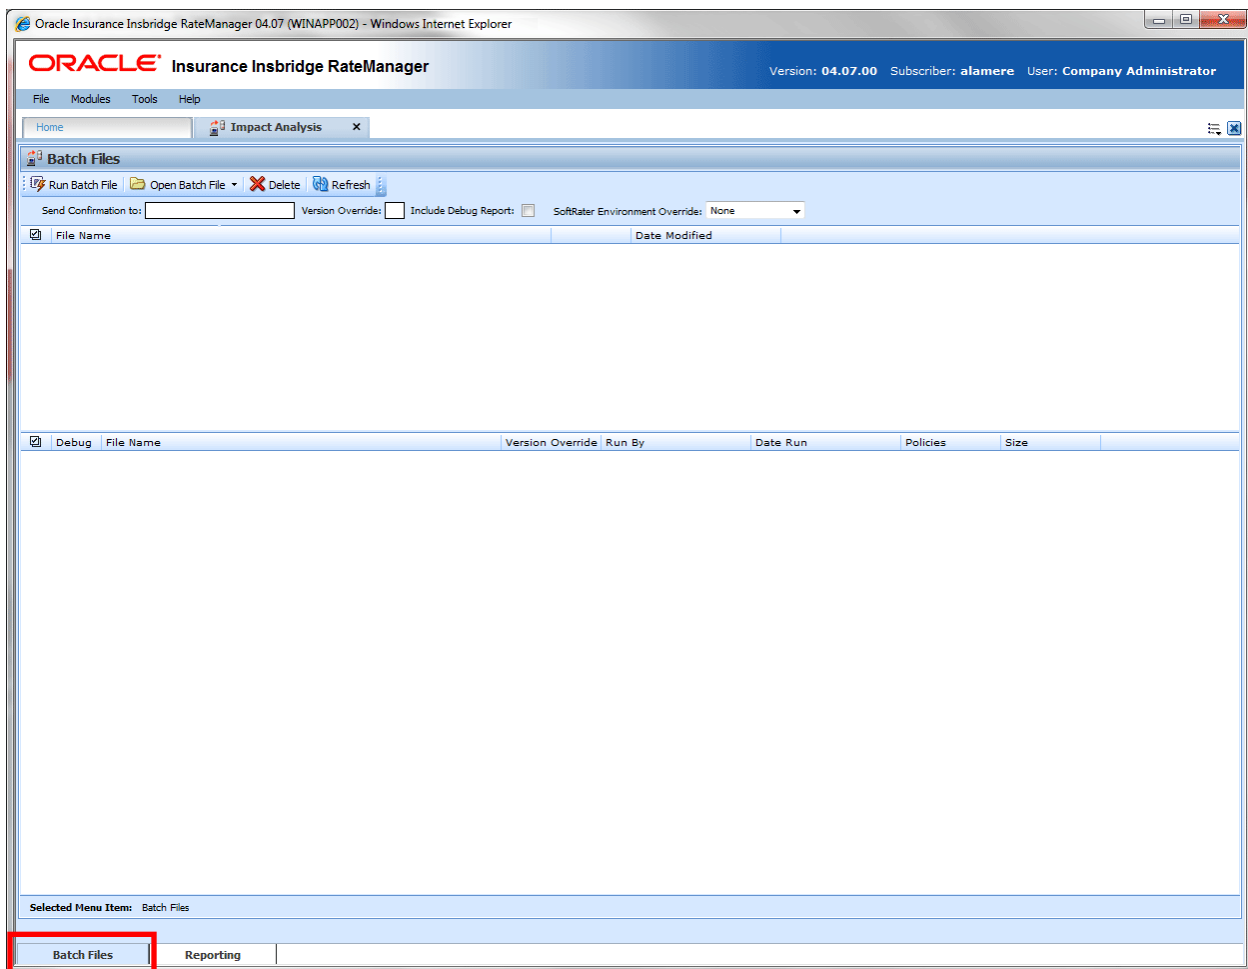 Oracle Insurance Insbridge RateManager 04.07 (WINAPP002) - Windows Internet Explorer
ORACLE Insurance Insbridge RateManager
Version: 04.07.00 Subscriber: alamere User: Company Administrator
File Modules Tools Help
Home Impact Analysis x
Batch Files
Run Batch File Open Batch File Delete Refresh
Send Confirmation to: Version Override: Include Debug Report: SoftRater Environment Override: None
File Name Date Modified
Debug File Name Version Override Run By Date Run Policies Size
Selected Menu Item: Batch Files
Batch Files Reporting